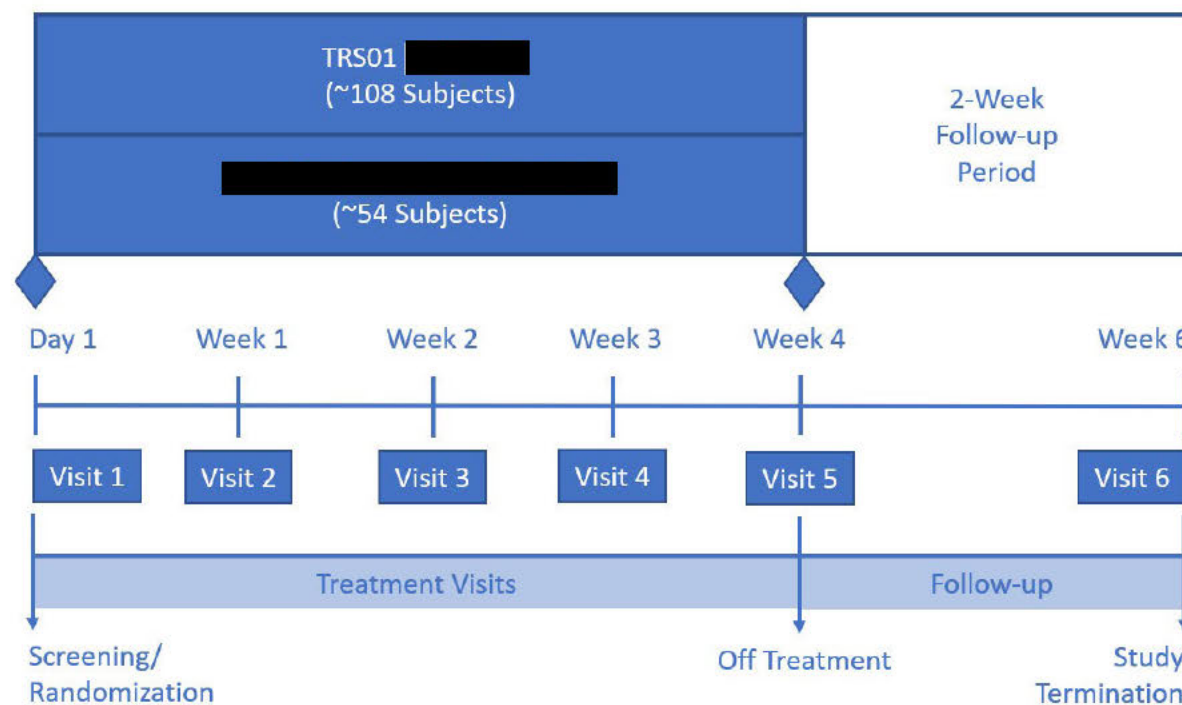 TRS01
(~108 Subjects)
(~54 Subjects)
2-Week
Follow-up
Period
Day 1
Week 1
Week 2
Week 3
Week 4
Week 6
Visit 1
Visit 2
Visit 3
Visit 4
Visit 5
Visit 6
Treatment Visits
Follow-up
Screening/
Randomization
Off Treatment
Study
Termination